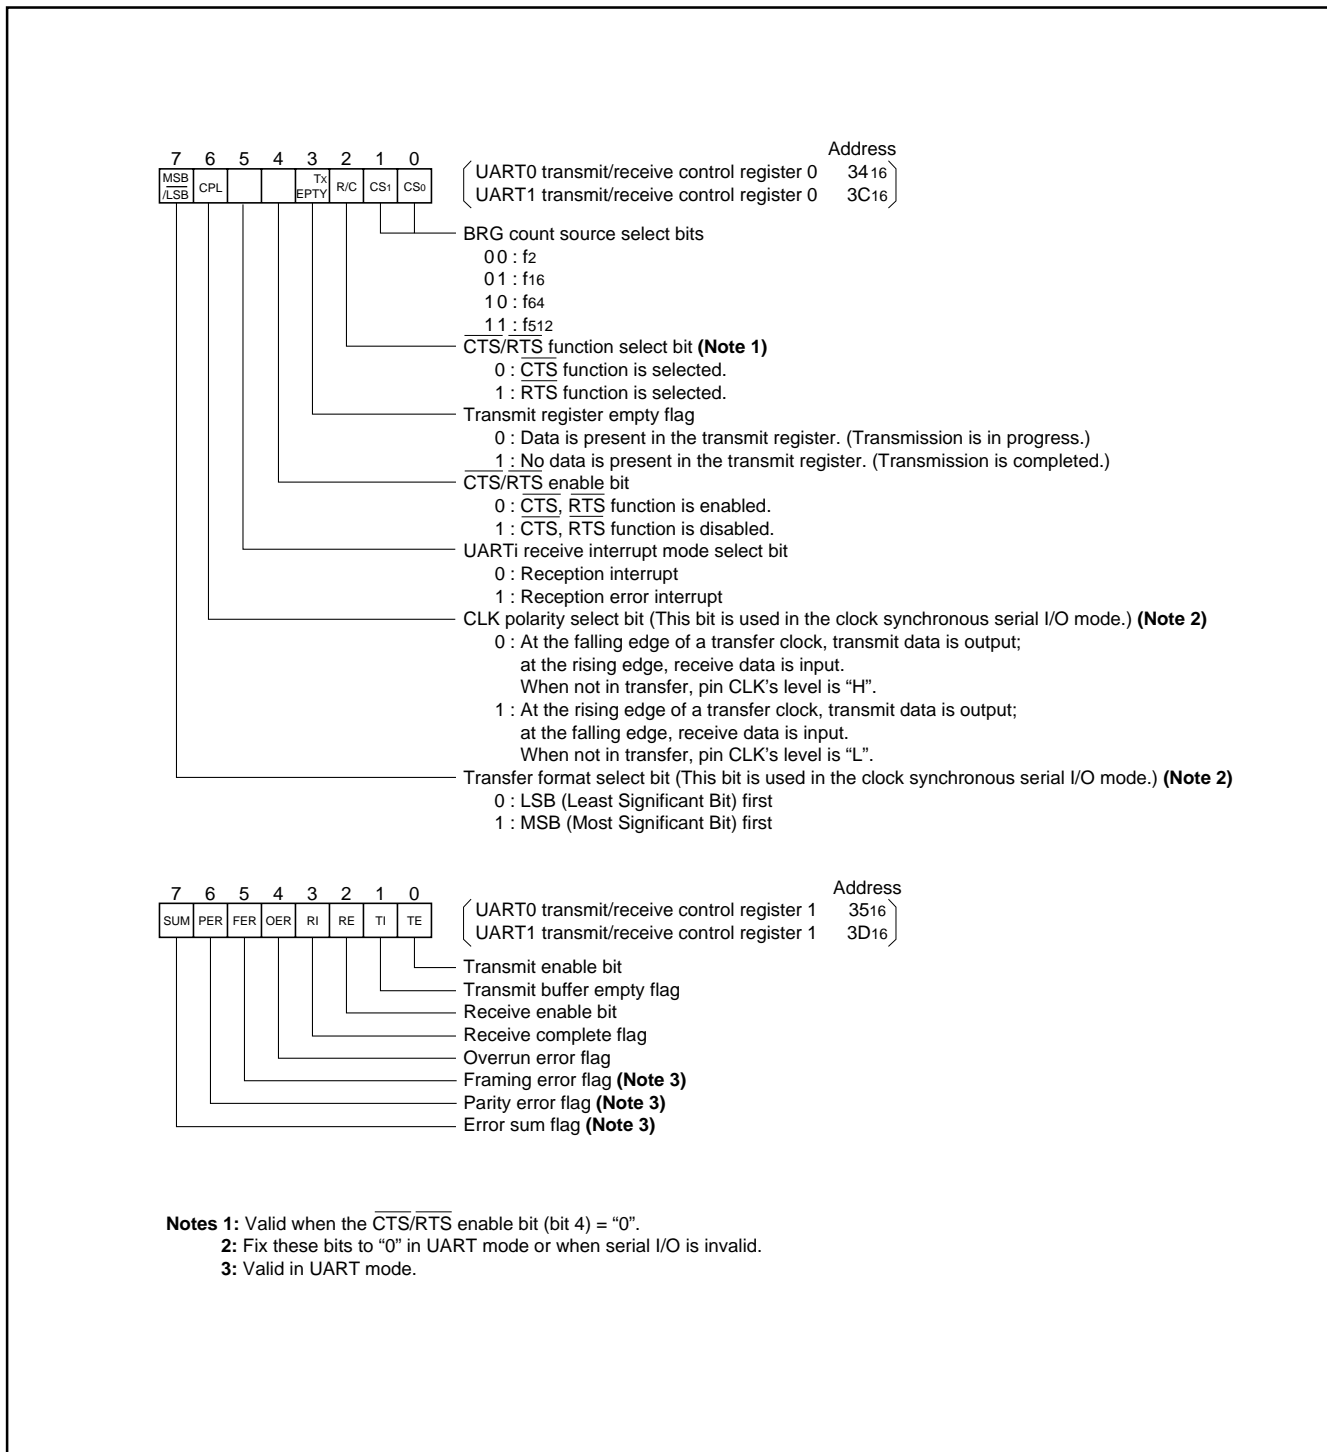 Address
7 6 5 4 3 2 1 0
MSB /LSB CPL Tx EPTY R/C CS1 CS0
UART0 transmit/receive control register 0 3416
UART1 transmit/receive control register 0 3C16
BRG count source select bits
0 0 : f2
0 1 : f16
1 0 : f64
1 1 : f512
CTS/RTS function select bit (Note 1)
0 : CTS function is selected.
1 : RTS function is selected.
Transmit register empty flag
0 : Data is present in the transmit register. (Transmission is in progress.)
1 : No data is present in the transmit register. (Transmission is completed.)
CTS/RTS enable bit
0 : CTS, RTS function is enabled.
1 : CTS, RTS function is disabled.
UARTi receive interrupt mode select bit
0 : Reception interrupt
1 : Reception error interrupt
CLK polarity select bit (This bit is used in the clock synchronous serial I/O mode.) (Note 2)
0 : At the falling edge of a transfer clock, transmit data is output;
at the rising edge, receive data is input.
When not in transfer, pin CLK’s level is “H”.
1 : At the rising edge of a transfer clock, transmit data is output;
at the falling edge, receive data is input.
When not in transfer, pin CLK’s level is “L”.
Transfer format select bit (This bit is used in the clock synchronous serial I/O mode.) (Note 2)
0 : LSB (Least Significant Bit) first
1 : MSB (Most Significant Bit) first
Address
7 6 5 4 3 2 1 0
SUM PER FER OER RI RE TI TE
UART0 transmit/receive control register 1 3516
UART1 transmit/receive control register 1 3D16
Transmit enable bit
Transmit buffer empty flag
Receive enable bit
Receive complete flag
Overrun error flag
Framing error flag (Note 3)
Parity error flag (Note 3)
Error sum flag (Note 3)
Notes 1: Valid when the CTS/RTS enable bit (bit 4) = “0”.
2: Fix these bits to “0” in UART mode or when serial I/O is invalid.
3: Valid in UART mode.